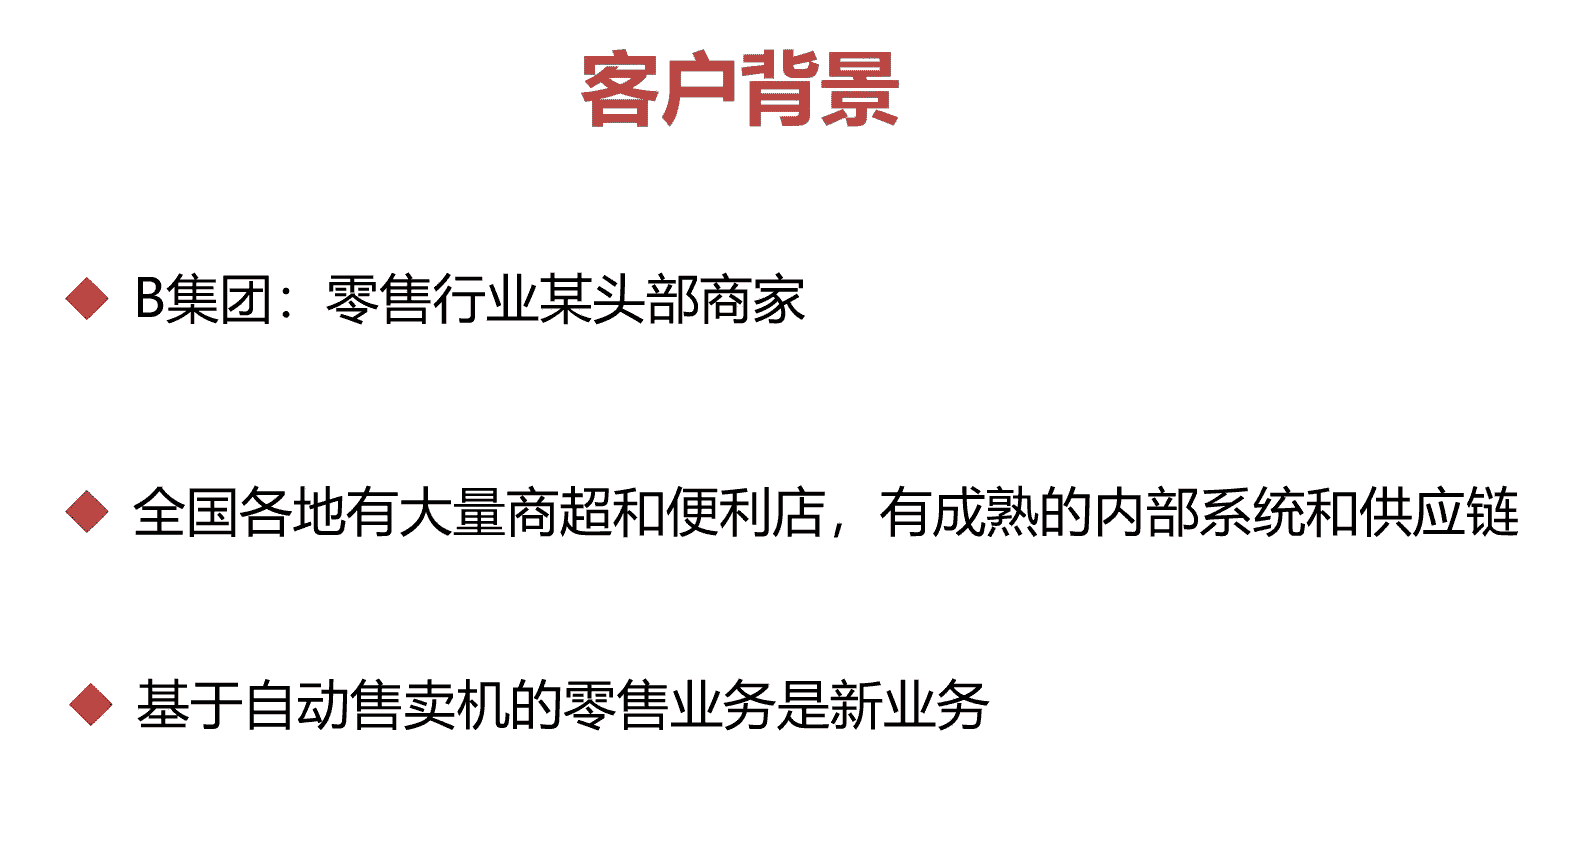 客户背景
B集团：零售行业某头部商家
全国各地有大量商超和便利店，有成熟的内部系统和供应链
基于自动售卖机的零售业务是新业务